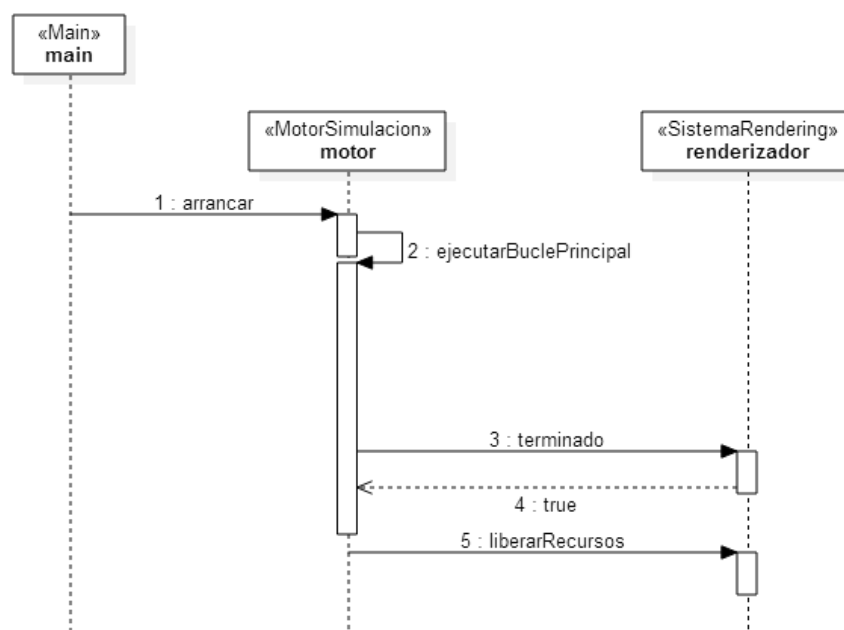 «Main»
main
«MotorSimulacion»
motor
«SistemaRendering»
renderizador
1 : arrancar
2 : ejecutarBuclePrincipal
3 : terminado
4 : true
5 : liberarRecursos